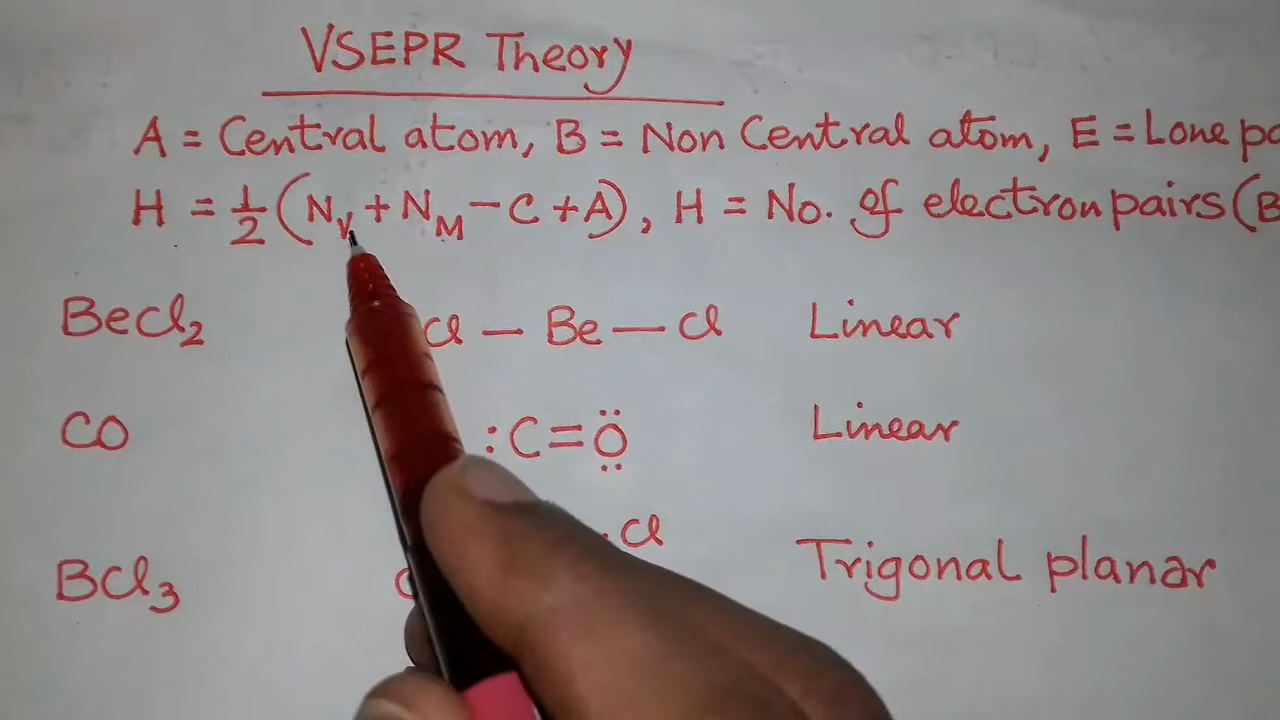 VSEPR Theory
A = Central atom, B = Non Central atom, E = Lone
H = 1/2 (N_V + N_M - C + A), H = No. of electron pairs (B
BeCl2 Cl — Be — Cl Linear
CO :C=Ö: Linear
Cl
BCl3 Trigonal planar